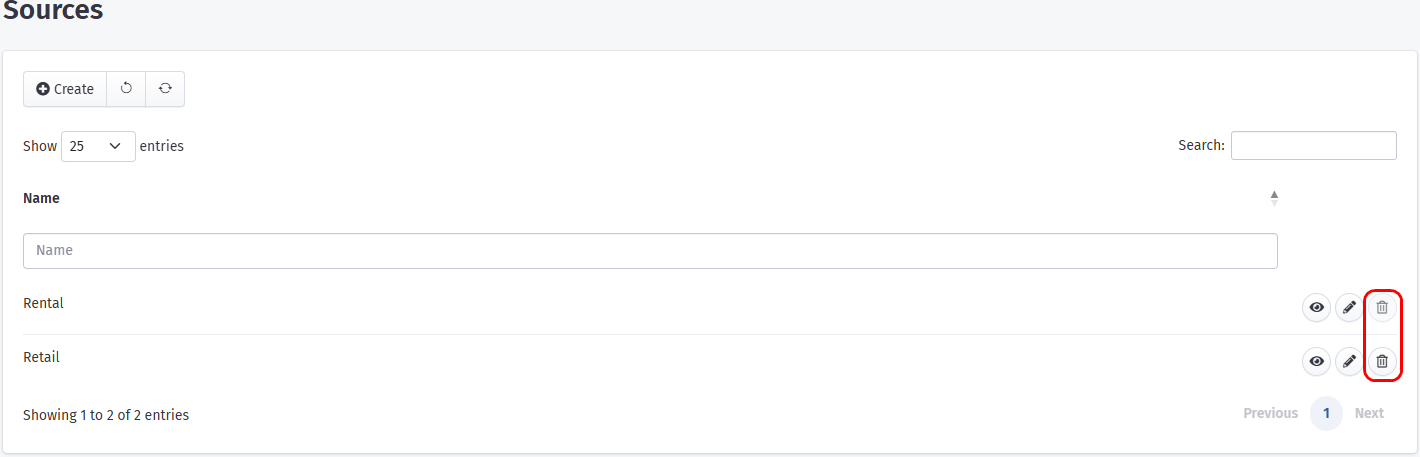 Sources
Create
Show 25 entries
Search:
Name
Name
Rental
Retail
Showing 1 to 2 of 2 entries
Previous 1 Next